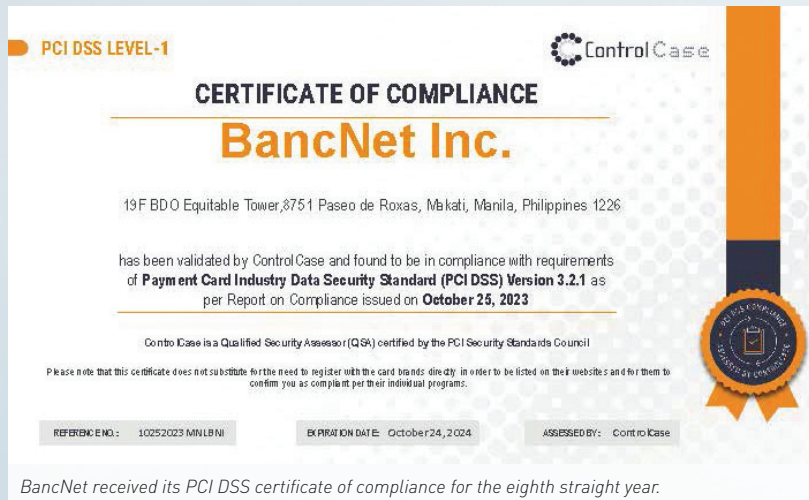 PCI DSS LEVEL-1
ControlCase
CERTIFICATE OF COMPLIANCE
BancNet Inc.
19F BDO Equitable Tower,8751 Paseo de Roxas, Makati, Manila, Philippines 1226
has been validated by ControlCase and found to be in compliance with requirements
of Payment Card Industry Data Security Standard (PCI DSS) Version 3.2.1 as
per Report on Compliance issued on October 25, 2023
ControlCase is a Qualified Security Assessor (QSA) certified by the PCI Security Standards Council
Please note that this certificate does not substitute for the need to register with the card brands directly in order to be listed on their websites and for them to
confirm you as compliant per their individual programs.
REFERENCE NO.: 10252023 MNLBNI
EXPIRATION DATE: October 24, 2024
ASSESSED BY: ControlCase
PCI DSS COMPLIANCE
ASSESSED BY CONTROLCASE
BancNet received its PCI DSS certificate of compliance for the eighth straight year.